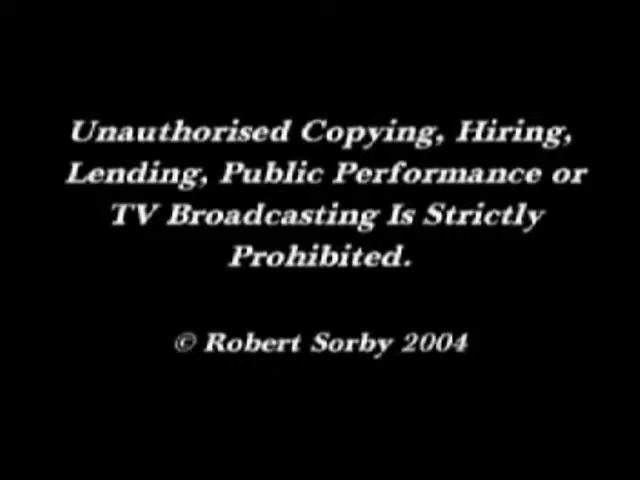 Unauthorised Copying, Hiring,
Lending, Public Performance or
TV Broadcasting Is Strictly
Prohibited.
© Robert Sorby 2004